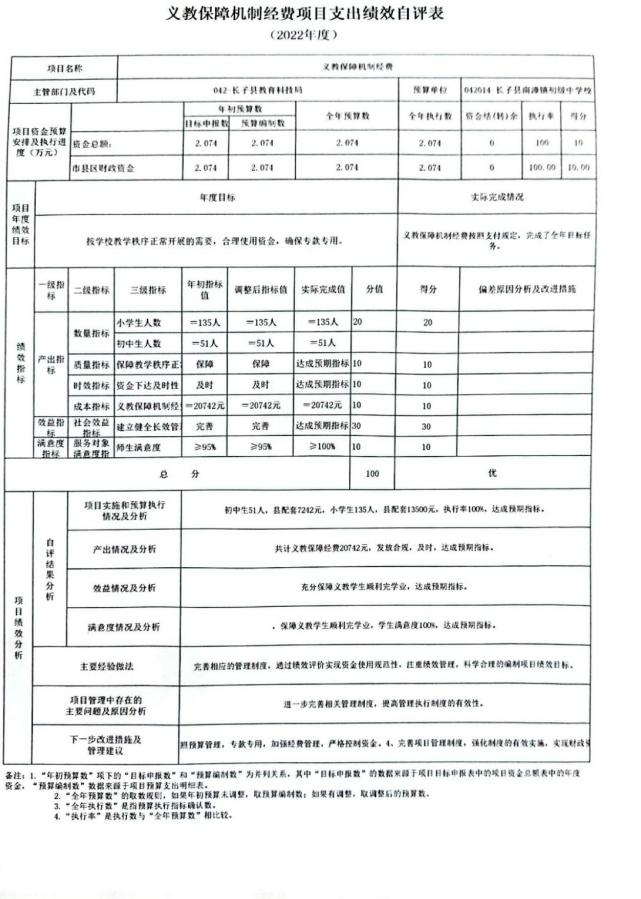 义教保障机制经费项目支出绩效自评表
（2022年度）
项目名称 义教保障机制经费
主管部门及代码 042-长子县教育科技局 预算单位 042014-长子县南漳镇初级中学校
项目资金预算安排及执行进度（万元） 年初预算数 全年预算数 全年执行数 资金结(转)余 执行率 得分
目标申报数 预算编制数
资金总额： 2.074 2.074 2.074 2.074 0 100 10
市县区财政资金 2.074 2.074 2.074 2.074 0 100.00 10.00
项目年度绩效目标 年度目标 实际完成情况
按学校教学秩序正常开展的需要，合理使用资金，确保专款专用。 义教保障机制经费按照支付规定，完成了全年目标任务。
绩效指标 一级指标 二级指标 三级指标 年初指标值 调整后指标值 实际完成值 分值 得分 偏差原因分析及改进措施
产出指标 数量指标 小学生人数 ＝135人 ＝135人 ＝135人 20 20
初中生人数 ＝51人 ＝51人 ＝51人
质量指标 保障教学秩序正 保障 保障 达成预期指标 10 10
时效指标 资金下达及时性 及时 及时 达成预期指标 10 10
成本指标 义教保障机制经 ＝20742元 ＝20742元 ＝20742元 10 10
效益指标 社会效益指标 建立健全长效管 完善 完善 达成预期指标 30 30
满意度指标 服务对象满意度指 师生满意度 ≥95% ≥95% ≥100% 10 10
总 分 100 优
项目绩效分析 自评结果分析 项目实施和预算执行情况及分析 初中生51人，县配套7242元，小学生135人，县配套13500元，执行率100%，达成预期指标。
产出情况及分析 共计义教保障经费20742元，发放合规，及时，达成预期指标。
效益情况及分析 充分保障义教学生顺利完学业，达成预期指标。
满意度情况及分析 ，保障义教学生顺利完学业，学生满意度100%，达成预期指标。
主要经验做法 完善相应的管理制度，通过绩效评价实现资金使用规范性，注重绩效管理，科学合理的编制项目绩效目标。
项目管理中存在的主要问题及原因分析 进一步完善相关管理制度，提高管理执行制度的有效性。
下一步改进措施及管理建议 照预算管理，专款专用，加强经费管理，严格控制资金。4、完善项目管理制度，强化制度的有效实施，实现财政资
备注：1.“年初预算数”项下的“目标申报数”和“预算编制数”为并列关系，其中“目标申报数”的数据来源于项目目标申报表中的项目资金总额表中的年度
资金，“预算编制数”数据来源于项目预算支出明细表。
2.“全年预算数”的取数规则，如果年初预算未调整，取预算编制数；如果有调整，取调整后的预算数。
3.“全年执行数”是指预算执行指标确认数。
4.“执行率”是执行数与“全年预算数”相比较。